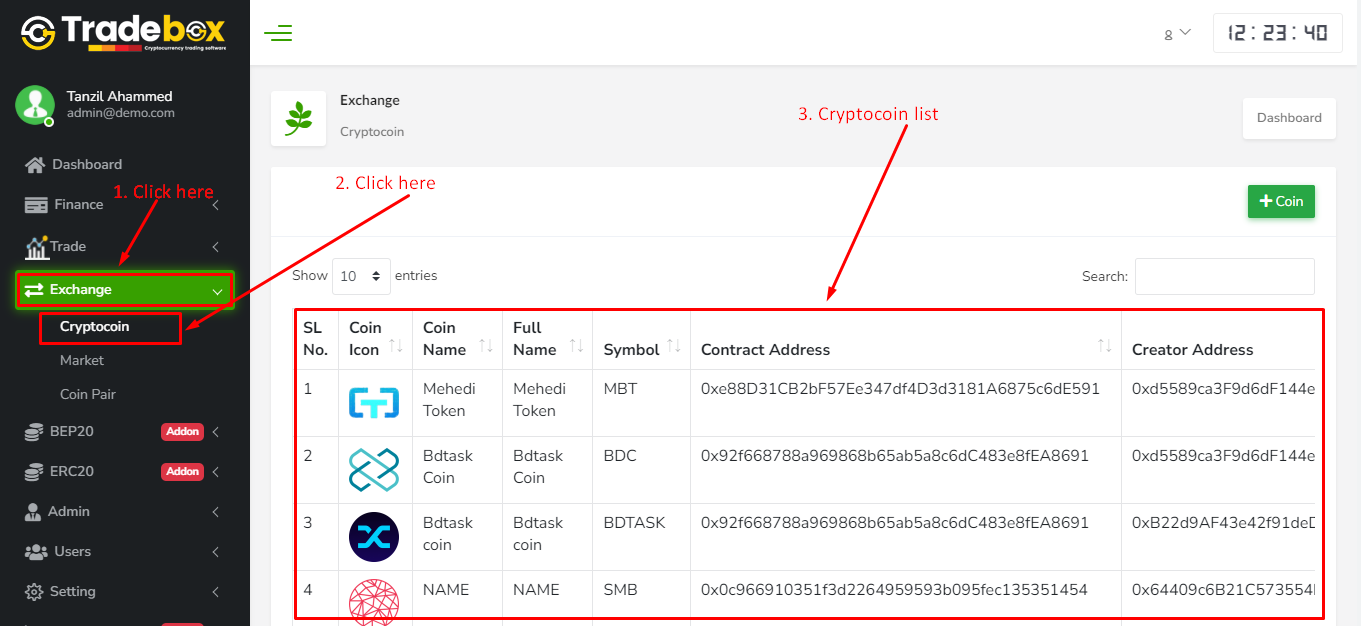 Tradebox
Cryptocurrency trading software
12:23:40
Tanzil Ahammed
admin@demo.com
Dashboard
Finance
Trade
Exchange
Cryptocoin
Market
Coin Pair
BEP20 Addon
ERC20 Addon
Admin
Users
Setting
1. Click here
2. Click here
3. Cryptocoin list
Exchange
Cryptocoin
Dashboard
+ Coin
Show 10 entries
Search:
SL No. Coin Icon Coin Name Full Name Symbol Contract Address Creator Address
1 Mehedi Token Mehedi Token MBT 0xe88D31CB2bF57Ee347df4D3d3181A6875c6dE591 0xd5589ca3F9d6dF144e
2 Bdtask Coin Bdtask Coin BDC 0x92f668788a969868b65ab5a8c6dC483e8fEA8691 0xd5589ca3F9d6dF144e
3 Bdtask coin Bdtask coin BDTASK 0x92f668788a969868b65ab5a8c6dC483e8fEA8691 0xB22d9AF43e42f91de
4 NAME NAME SMB 0x0c966910351f3d2264959593b095fec135351454 0x64409c6B21C573554